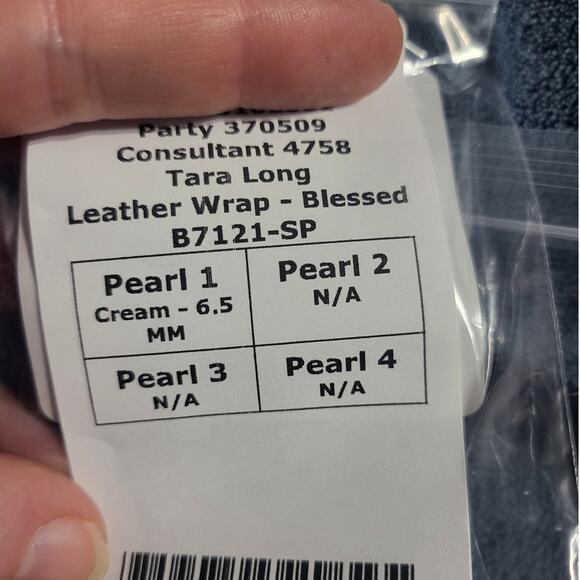 Party 370509
Consultant 4758
Tara Long
Leather Wrap - Blessed
B7121-SP
Pearl 1
Cream - 6.5
MM
Pearl 2
N/A
Pearl 3
N/A
Pearl 4
N/A